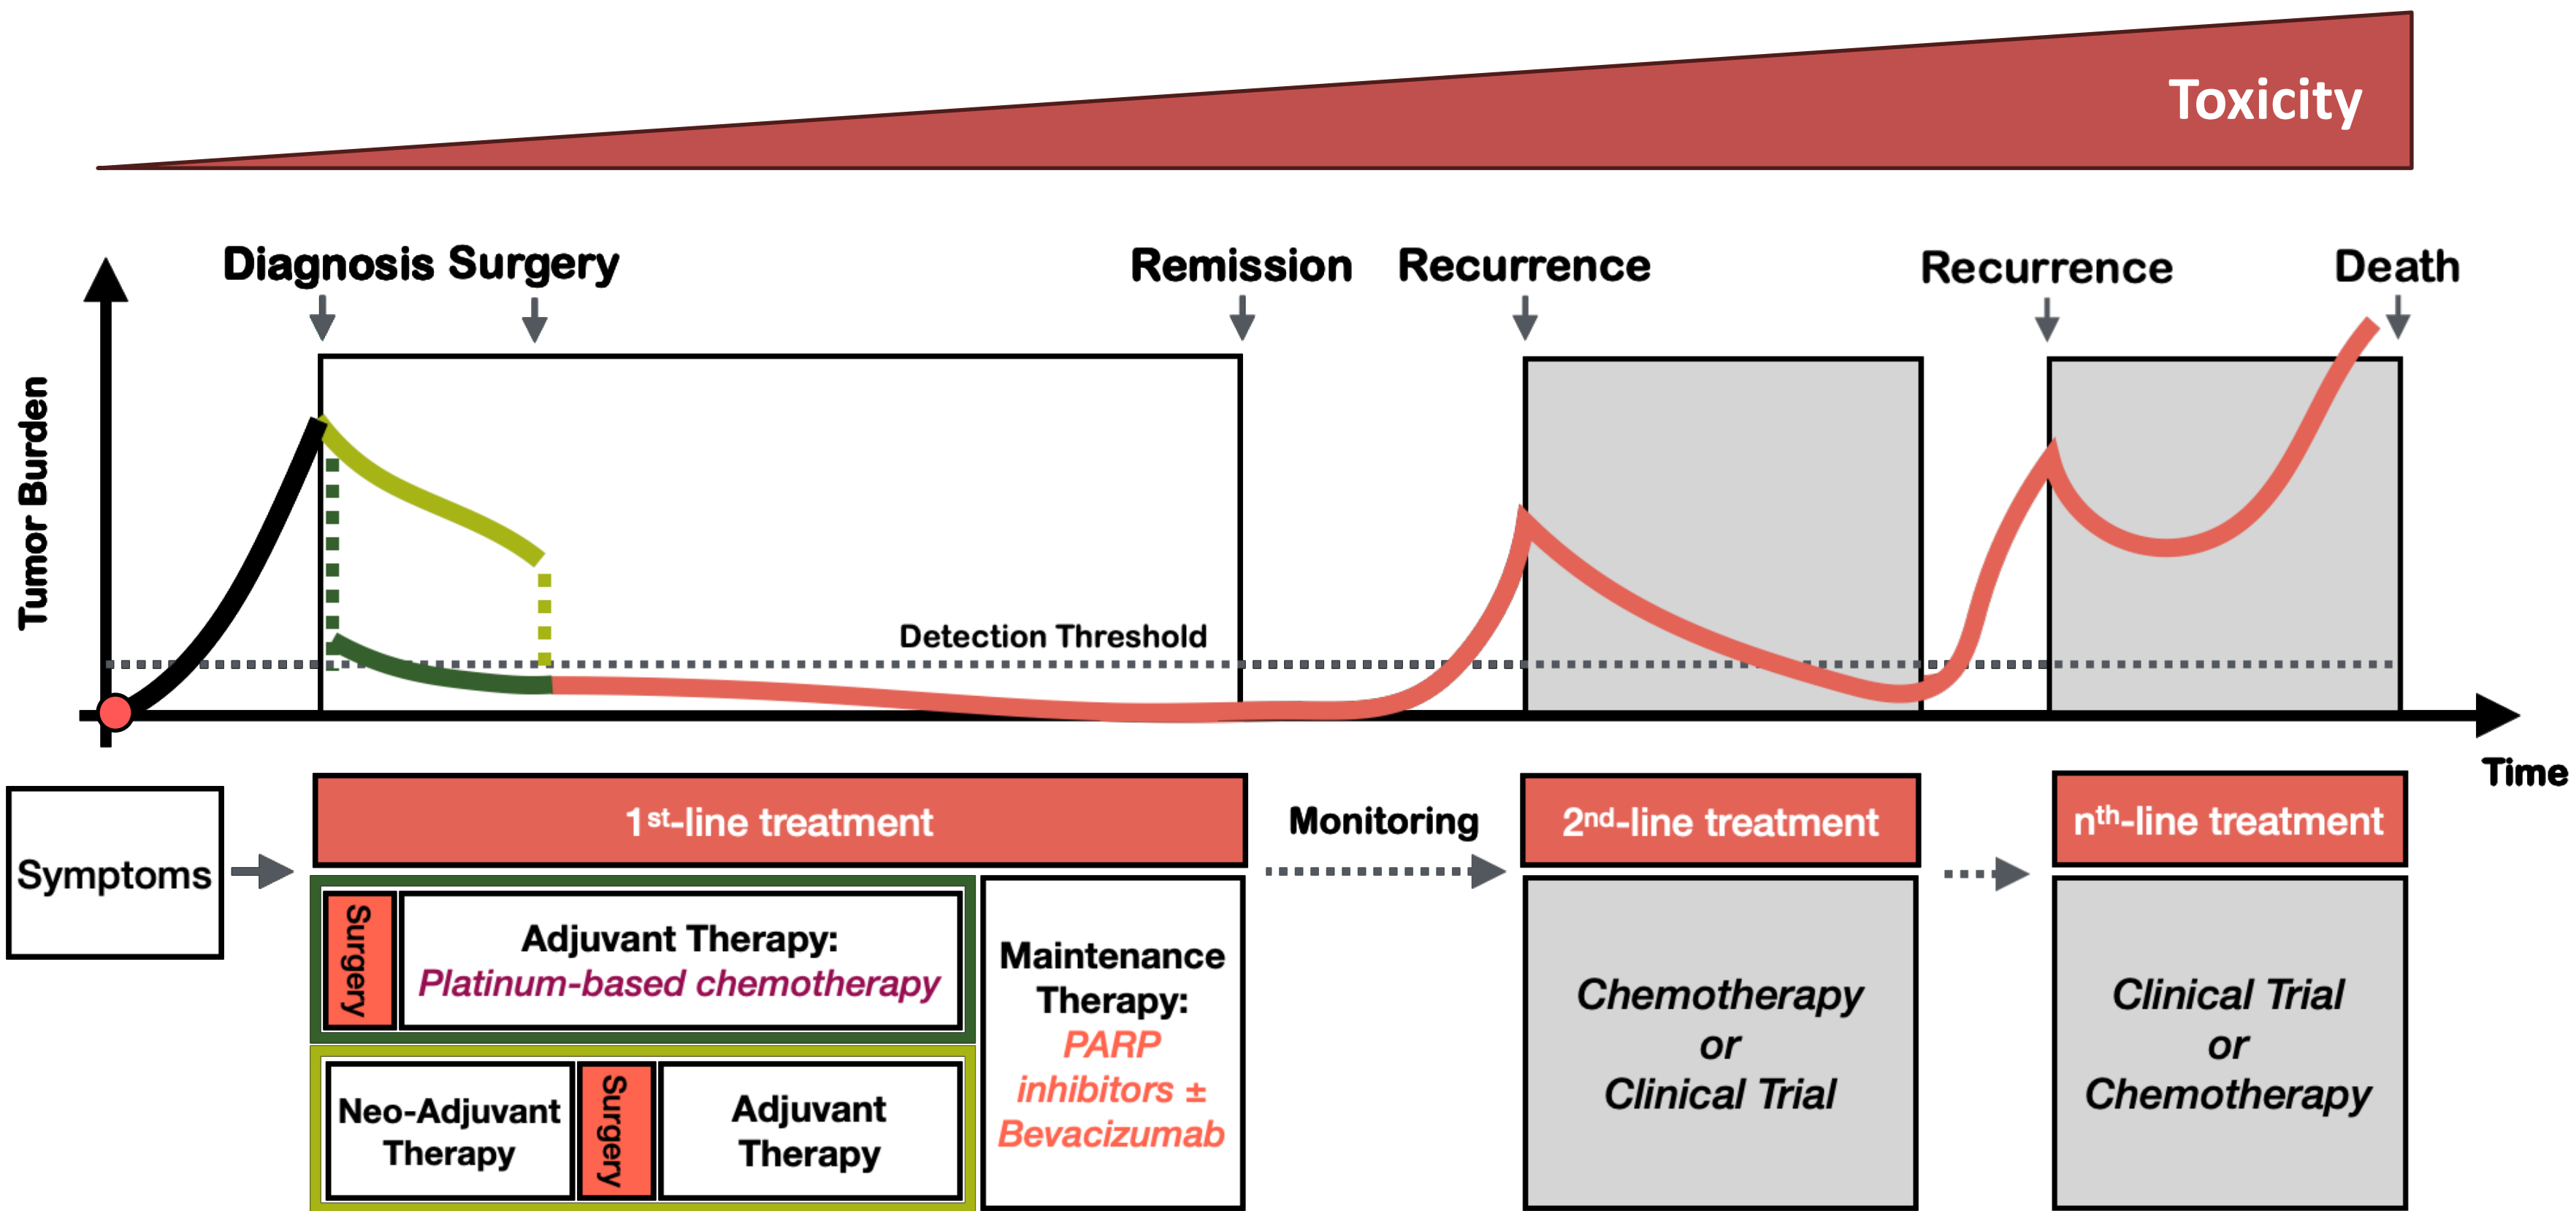 Toxicity
Diagnosis
Surgery
Remission
Recurrence
Recurrence
Death
Tumor Burden
Detection Threshold
Time
Symptoms
1st-line treatment
Monitoring
2nd-line treatment
nth-line treatment
Surgery
Adjuvant Therapy:
Platinum-based chemotherapy
Neo-Adjuvant
Therapy
Surgery
Adjuvant
Therapy
Maintenance
Therapy:
PARP
inhibitors ±
Bevacizumab
Chemotherapy
or
Clinical Trial
Clinical Trial
or
Chemotherapy